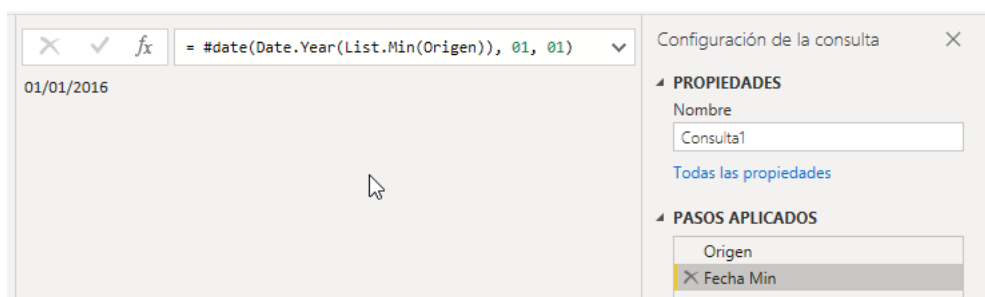 fx = #date(Date.Year(List.Min(Origen)), 01, 01)
01/01/2016
Configuración de la consulta
PROPIEDADES
Nombre
Consulta1
Todas las propiedades
PASOS APLICADOS
Origen
Fecha Min